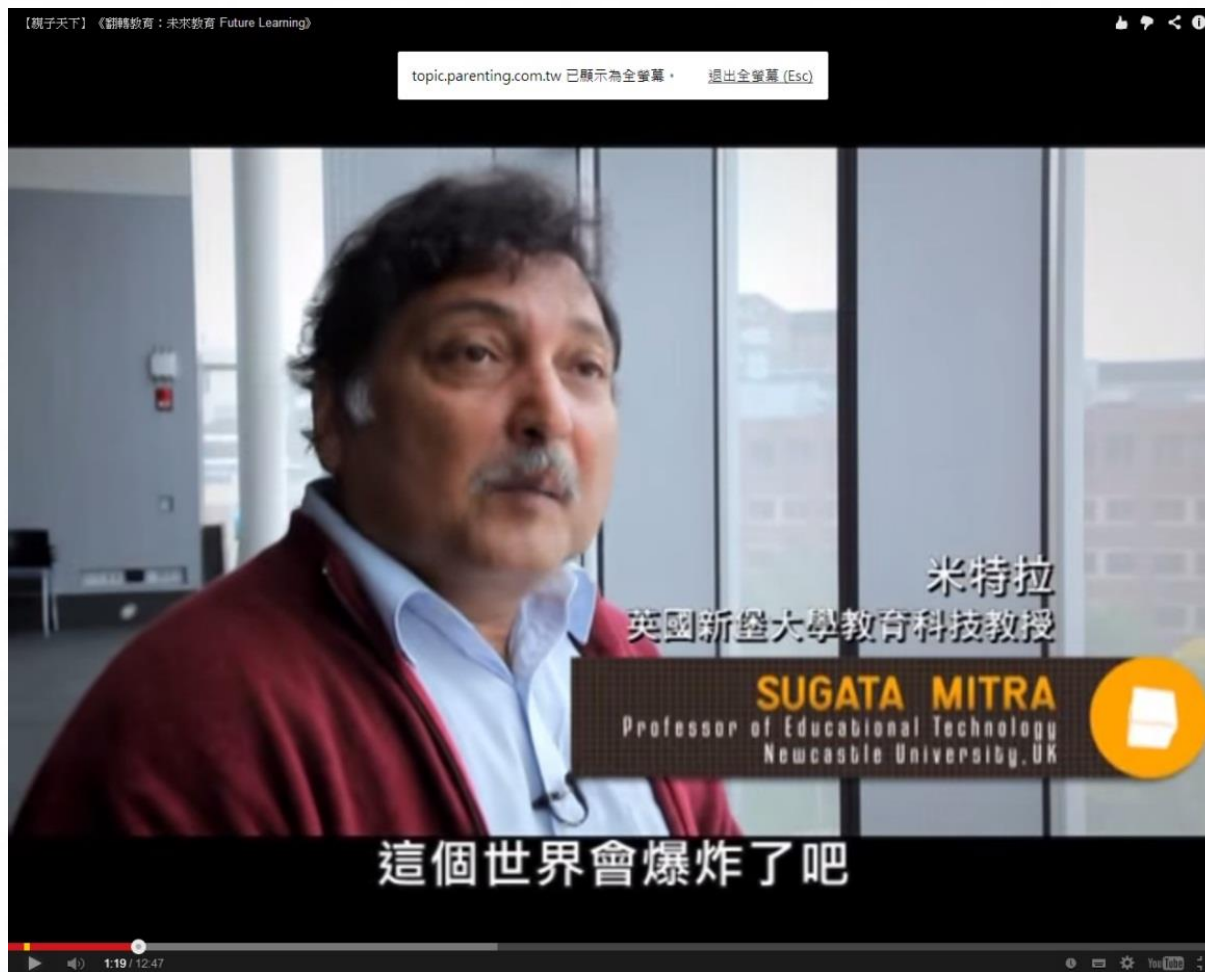 【親子天下】《翻轉教育：未來教育 Future Learning》
topic.parenting.com.tw 已顯示為全螢幕。 退出全螢幕 (Esc)
米特拉
英國新堡大學教育科技教授
SUGATA MITRA
Professor of Educational Technology
Newcastle University, UK
這個世界會爆炸了吧
1:19 / 12:47
YouTube